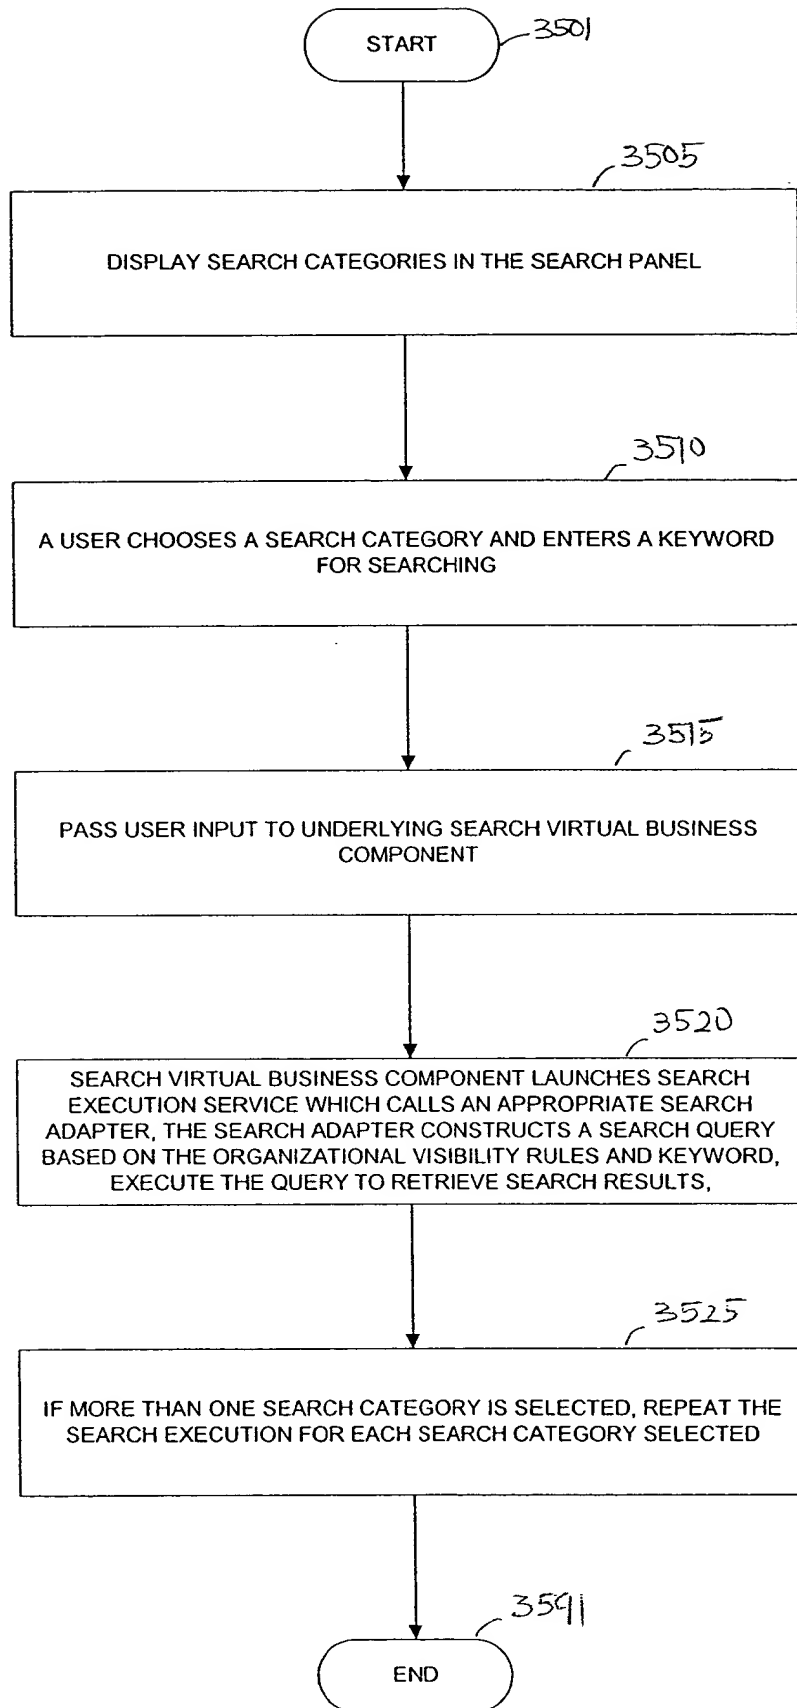 START
3501
3505
DISPLAY SEARCH CATEGORIES IN THE SEARCH PANEL
3510
A USER CHOOSES A SEARCH CATEGORY AND ENTERS A KEYWORD
FOR SEARCHING
3515
PASS USER INPUT TO UNDERLYING SEARCH VIRTUAL BUSINESS
COMPONENT
3520
SEARCH VIRTUAL BUSINESS COMPONENT LAUNCHES SEARCH
EXECUTION SERVICE WHICH CALLS AN APPROPRIATE SEARCH
ADAPTER, THE SEARCH ADAPTER CONSTRUCTS A SEARCH QUERY
BASED ON THE ORGANIZATIONAL VISIBILITY RULES AND KEYWORD,
EXECUTE THE QUERY TO RETRIEVE SEARCH RESULTS,
3525
IF MORE THAN ONE SEARCH CATEGORY IS SELECTED, REPEAT THE
SEARCH EXECUTION FOR EACH SEARCH CATEGORY SELECTED
3591
END